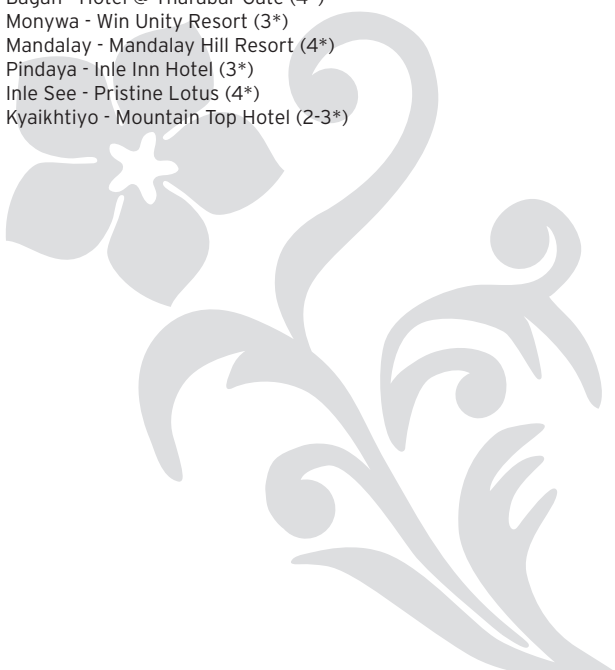 Bagan - Hotel @ Tharabar Gate (4*)
Monywa - Win Unity Resort (3*)
Mandalay - Mandalay Hill Resort (4*)
Pindaya - Inle Inn Hotel (3*)
Inle See - Pristine Lotus (4*)
Kyaikhtiyo - Mountain Top Hotel (2-3*)